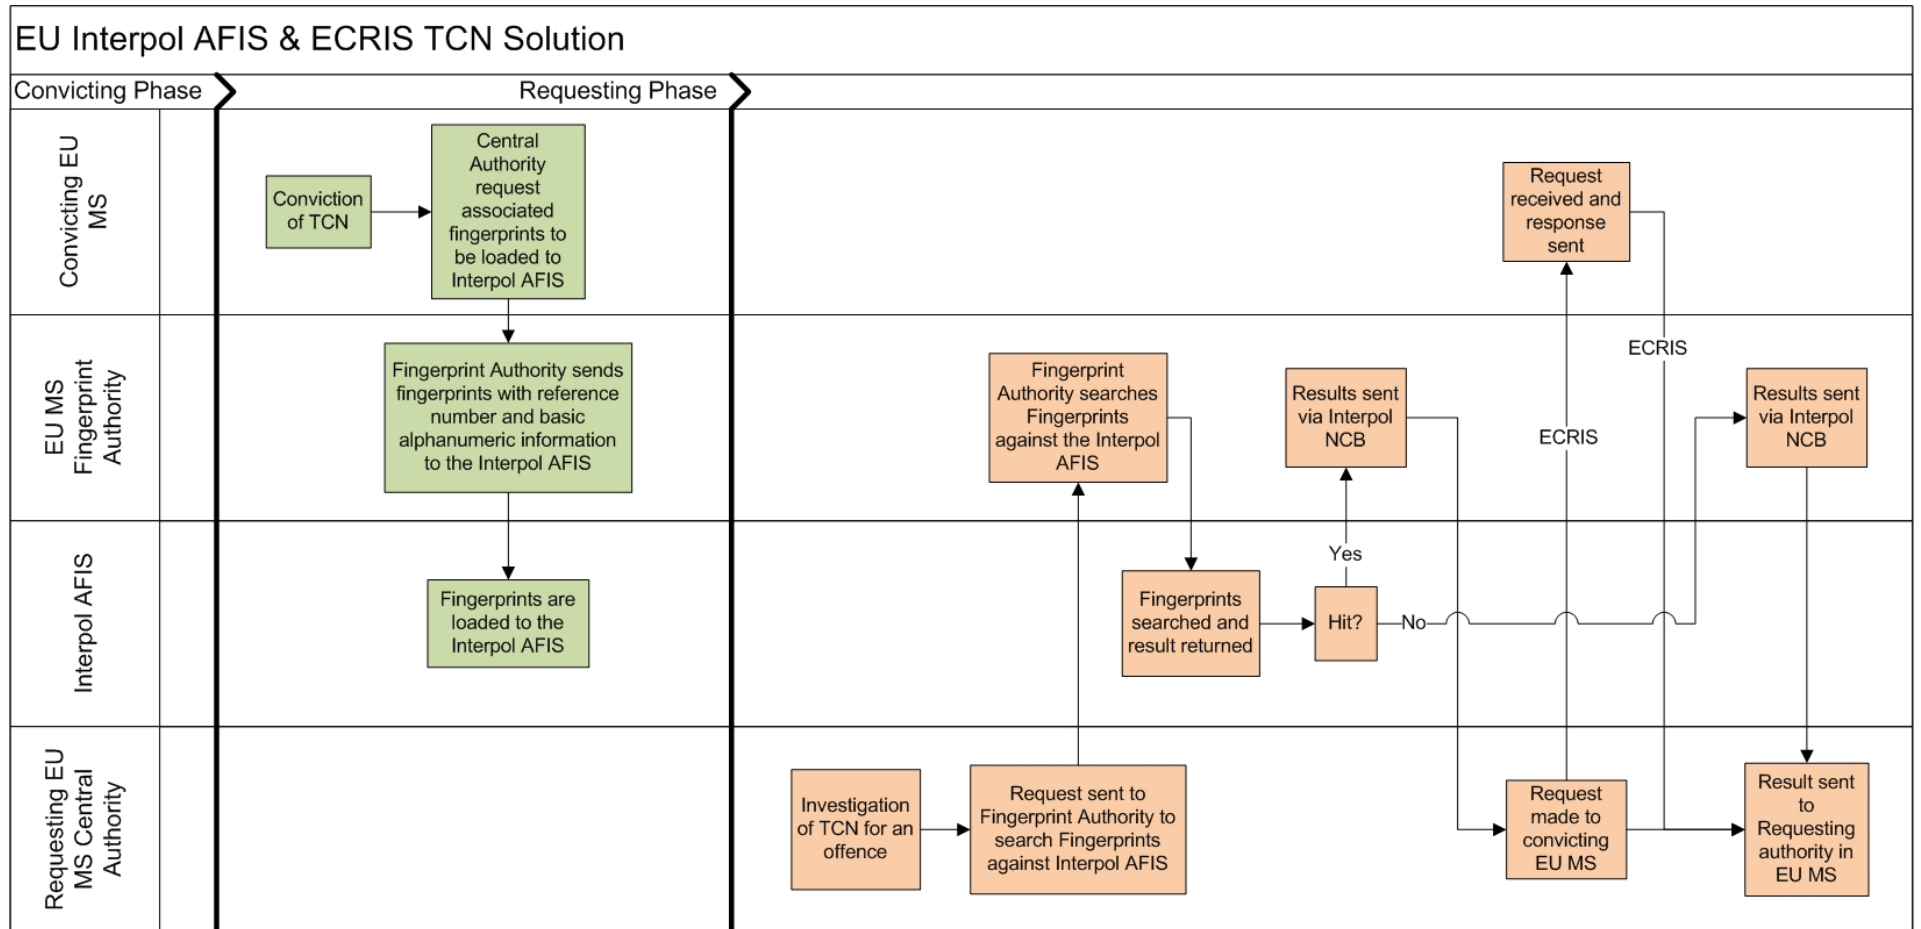 EU Interpol AFIS & ECRIS TCN Solution
Convicting Phase
Requesting Phase
Convicting EU
MS
Conviction
of TCN
Central
Authority
request
associated
fingerprints to
be loaded to
Interpol AFIS
Request
received and
response
sent
EU MS
Fingerprint
Authority
Fingerprint Authority sends
fingerprints with reference
number and basic
alphanumeric information
to the Interpol AFIS
Fingerprint
Authority searches
Fingerprints
against the Interpol
AFIS
Results sent
via Interpol
NCB
ECRIS
ECRIS
Results sent
via Interpol
NCB
Interpol AFIS
Fingerprints are
loaded to the
Interpol AFIS
Fingerprints
searched and
result returned
Yes
Hit?
No
Requesting EU
MS Central
Authority
Investigation
of TCN for an
offence
Request sent to
Fingerprint Authority to
search Fingerprints
against Interpol AFIS
Request
made to
convicting
EU MS
Result sent
to
Requesting
authority in
EU MS